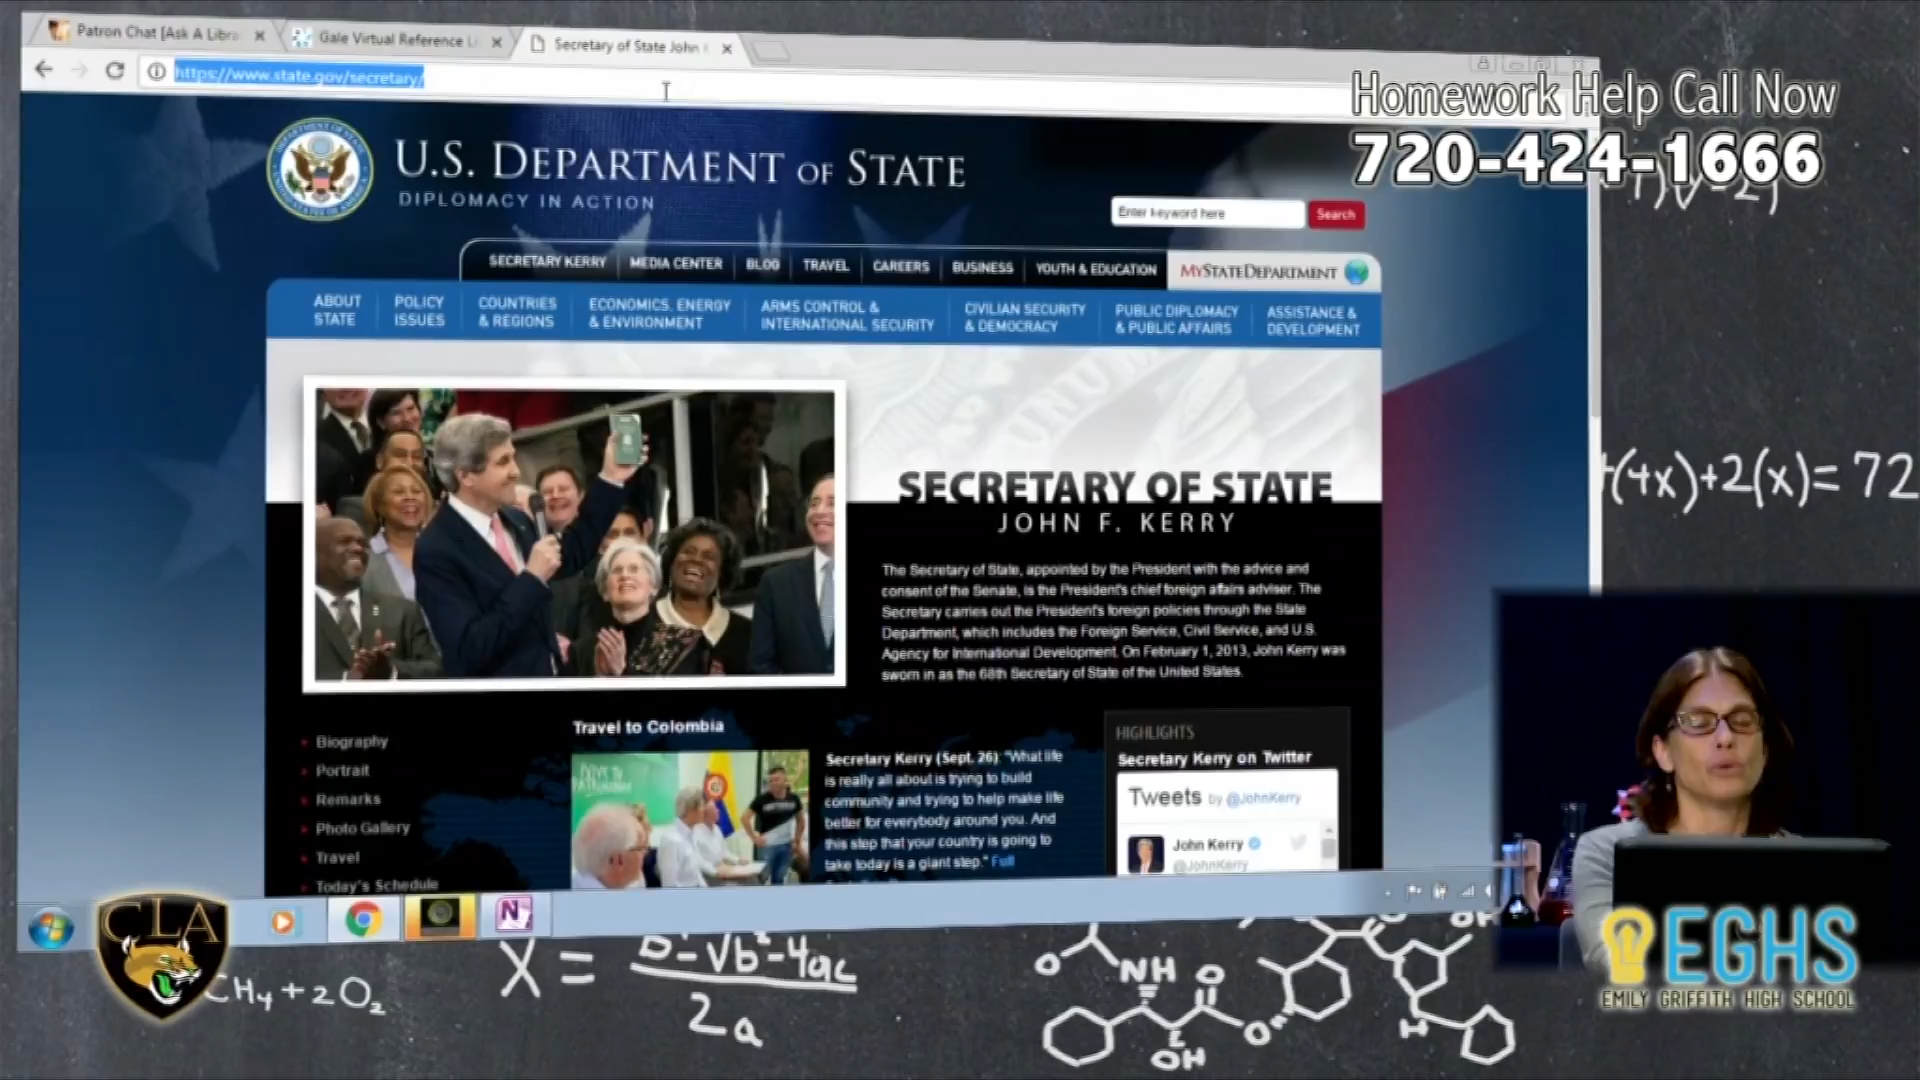 Patron Chat [Ask A Libra
Gale Virtual Reference Li
Secretary of State John
https://www.state.gov/secretary/
Homework Help Call Now
720-424-1666
U.S. DEPARTMENT OF STATE
DIPLOMACY IN ACTION
Enter keyword here
Search
SECRETARY KERRY
MEDIA CENTER
BLOG
TRAVEL
CAREERS
BUSINESS
YOUTH & EDUCATION
MYSTATEDEPARTMENT
ABOUT
STATE
POLICY
ISSUES
COUNTRIES
& REGIONS
ECONOMICS, ENERGY
& ENVIRONMENT
ARMS CONTROL &
INTERNATIONAL SECURITY
CIVILIAN SECURITY
& DEMOCRACY
PUBLIC DIPLOMACY
& PUBLIC AFFAIRS
ASSISTANCE &
DEVELOPMENT
SECRETARY OF STATE
JOHN F. KERRY
The Secretary of State, appointed by the President with the advice and
consent of the Senate, is the President's chief foreign affairs adviser. The
Secretary carries out the President's foreign policies through the State
Department, which includes the Foreign Service, Civil Service, and U.S.
Agency for International Development. On February 1, 2013, John Kerry was
sworn in as the 68th Secretary of State of the United States.
(4x)+2(x)= 72
Biography
Portrait
Remarks
Photo Gallery
Travel
Today's Schedule
Travel to Colombia
Secretary Kerry (Sept. 26): "What life
is really all about is trying to build
community and trying to help make life
better for everybody around you. And
this step that your country is going to
take today is a giant step." Full
HIGHLIGHTS
Secretary Kerry on Twitter
Tweets by @JohnKerry
John Kerry
@JohnKerry
CLA
CH₄ + 2O₂
X = b²-√b²-4ac
2a
O NH O
O
OH
H
OH
EGHS
EMILY GRIFFITH HIGH SCHOOL